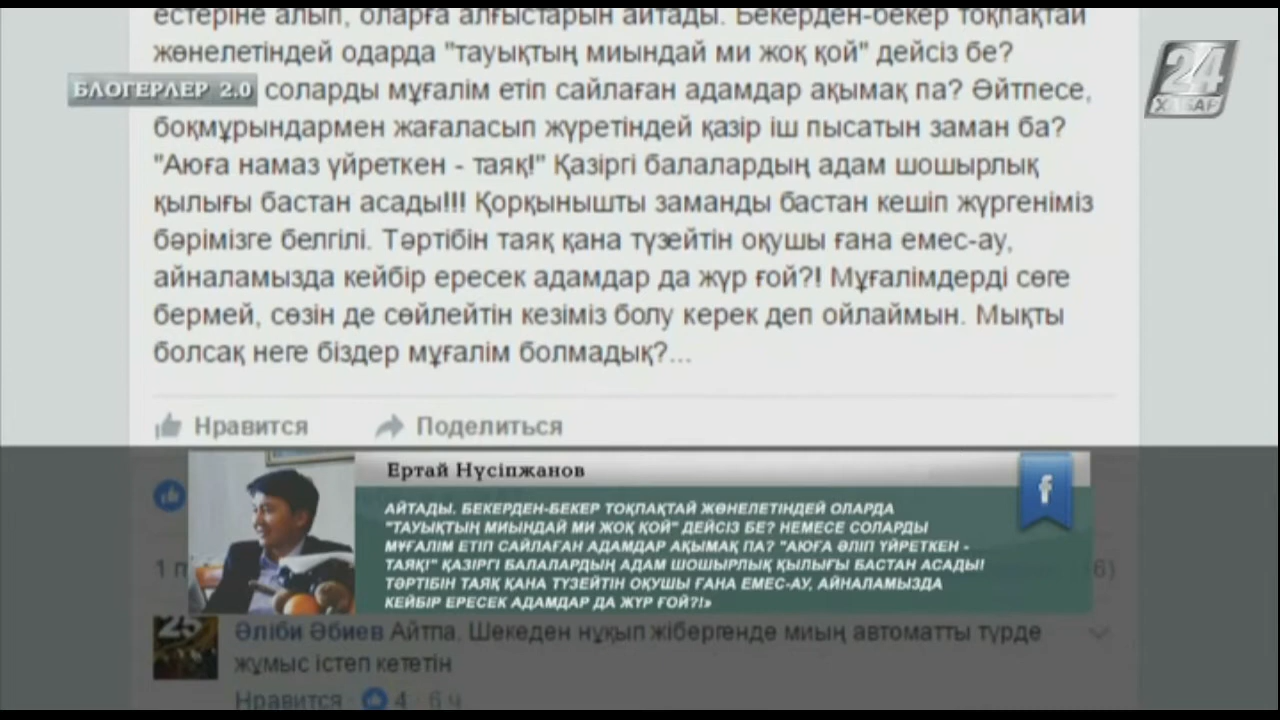 естеріне алып, оларға алғыстарын айтады. Бекерден-бекер тоқпақтай
жөнелетіндей одарда "тауықтың миындай ми жоқ қой" дейсіз бе?
БЛОГЕРЛЕР 2.0 соларды мұғалім етіп сайлаған адамдар ақымақ па? Әйтпесе,
24
ХАБАР
боқмұрындармен жағаласып жүретіндей қазір іш пысатын заман ба?
"Аюға намаз үйреткен - таяқ!" Қазіргі балалардың адам шошырлық
қылығы бастан асады!!! Қорқынышты заманды бастан кешіп жүргеніміз
бәрімізге белгілі. Тәртібін таяқ қана түзейтін оқушы ғана емес-ау,
айналамызда кейбір ересек адамдар да жүр ғой?! Мұғалімдерді сөге
бермей, сөзін де сөйлейтін кезіміз болу керек деп ойлаймын. Мықты
болсақ неге біздер мұғалім болмадық?...
Нравится Поделиться
Ертай Нүсіпжанов
f
АЙТАДЫ. БЕКЕРДЕН-БЕКЕР ТОҚПАҚТАЙ ЖӨНЕЛЕТІНДЕЙ ОЛАРДА
"ТАУЫҚТЫҢ МИЫНДАЙ МИ ЖОҚ ҚОЙ" ДЕЙСІЗ БЕ? НЕМЕСЕ СОЛАРДЫ
МҰҒАЛІМ ЕТІП САЙЛАҒАН АДАМДАР АҚЫМАҚ ПА? "АЮҒА ӘЛІП ҮЙРЕТКЕН -
ТАЯҚ!" ҚАЗІРГІ БАЛАЛАРДЫҢ АДАМ ШОШЫРЛЫҚ ҚЫЛЫҒЫ БАСТАН АСАДЫ!
ТӘРТІБІН ТАЯҚ ҚАНА ТҮЗЕЙТІН ОҚУШЫ ҒАНА ЕМЕС-АУ, АЙНАЛАМЫЗДА
КЕЙБІР ЕРЕСЕК АДАМДАР ДА ЖҮР ҒОЙ?!»
25
Әліби Әбиев Айтпа. Шекеден нұқып жібергенде миың автоматты түрде
жұмыс істеп кететін
Нравится · 4 · 6 ч